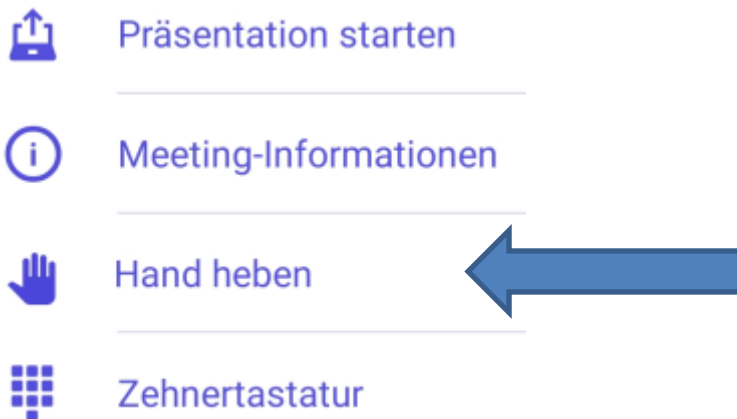 Präsentation starten
Meeting-Informationen
Hand heben
Zehnertastatur